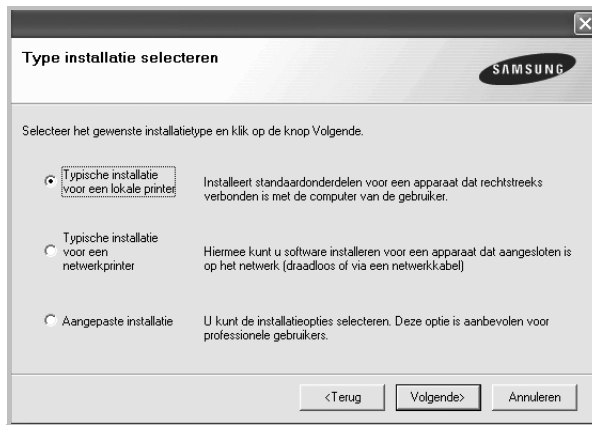 Type installatie selecteren
SAMSUNG
Selecteer het gewenste installatietype en klik op de knop Volgende.
Typische installatie
voor een lokale printer
Installeert standaardonderdelen voor een apparaat dat rechtstreeks
verbonden is met de computer van de gebruiker.
Typische installatie
voor een
netwerkprinter
Hiermee kunt u software installeren voor een apparaat dat aangesloten is
op het netwerk (draadloos of via een netwerkkabel)
Aangepaste installatie
U kunt de installatieopties selecteren. Deze optie is aanbevolen voor
professionele gebruikers.
<Terug
Volgende>
Annuleren